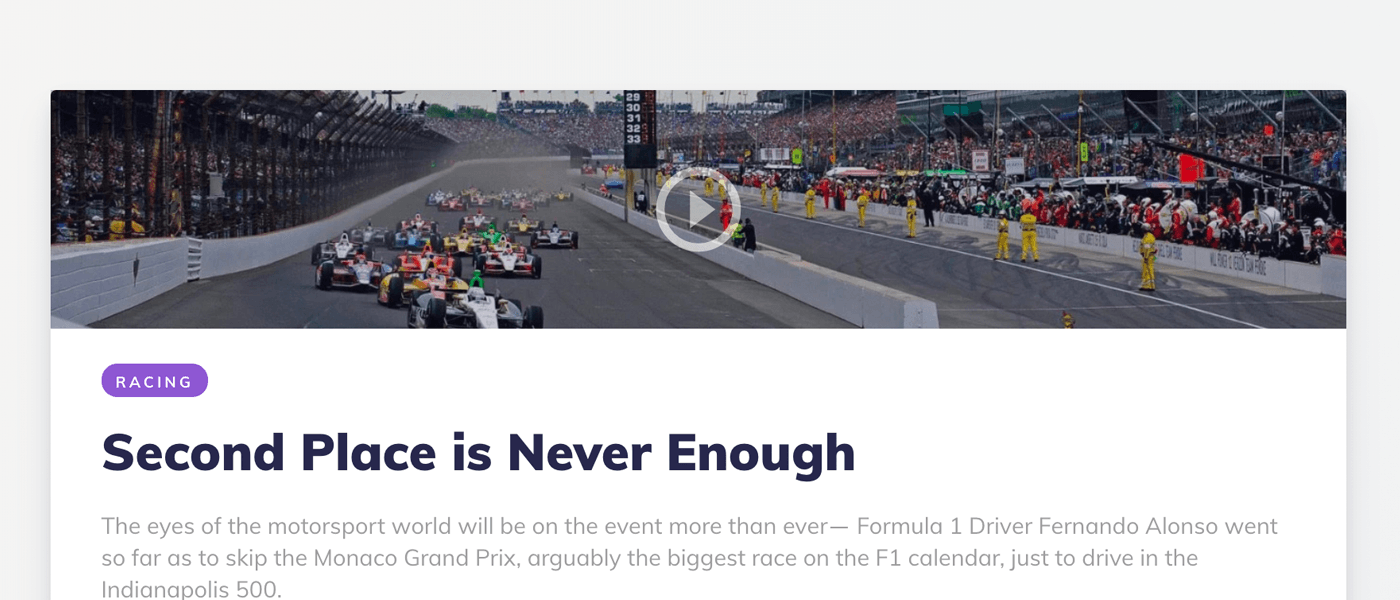 29
30
31
32
33
RACING
Second Place is Never Enough
The eyes of the motorsport world will be on the event more than ever— Formula 1 Driver Fernando Alonso went
so far as to skip the Monaco Grand Prix, arguably the biggest race on the F1 calendar, just to drive in the
Indianapolis 500.